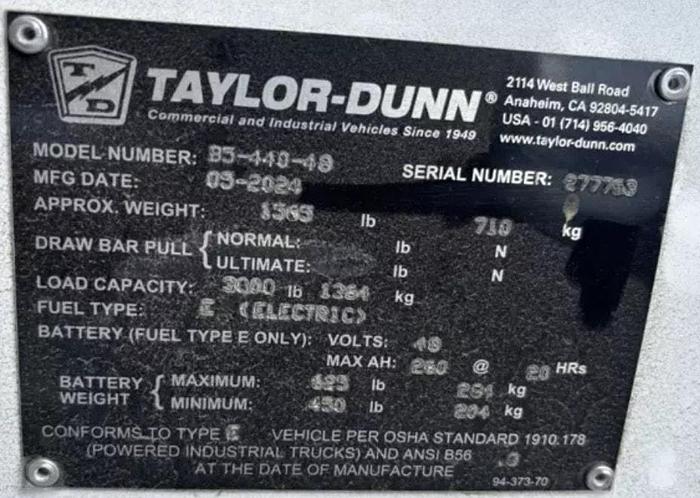 TD TAYLOR-DUNN®
Commercial and Industrial Vehicles Since 1949
2114 West Ball Road
Anaheim, CA 92804-5417
USA - 01 (714) 956-4040
www.taylor-dunn.com
MODEL NUMBER: B5-440-48
SERIAL NUMBER:
MFG DATE: 05-2024
APPROX. WEIGHT: 1565 lb 710 kg
DRAW BAR PULL { NORMAL: lb N
ULTIMATE: lb N
LOAD CAPACITY: 3000 lb 1364 kg
FUEL TYPE: E (ELECTRIC)
BATTERY (FUEL TYPE E ONLY): VOLTS: 48
MAX AH: 260 @ 20 HRs
BATTERY WEIGHT { MAXIMUM: lb kg
MINIMUM: 450 lb 204 kg
CONFORMS TO TYPE E VEHICLE PER OSHA STANDARD 1910.178
(POWERED INDUSTRIAL TRUCKS) AND ANSI B56
AT THE DATE OF MANUFACTURE
94-373-70